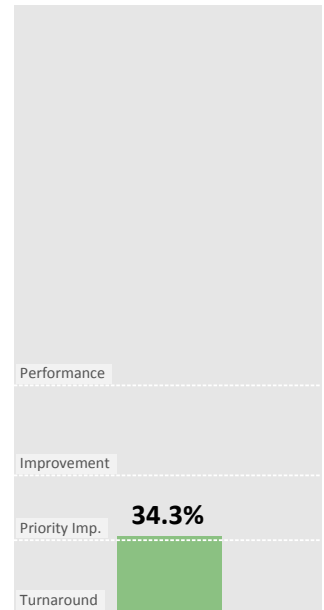 Performance
Improvement
34.3%
Priority Imp.
Turnaround